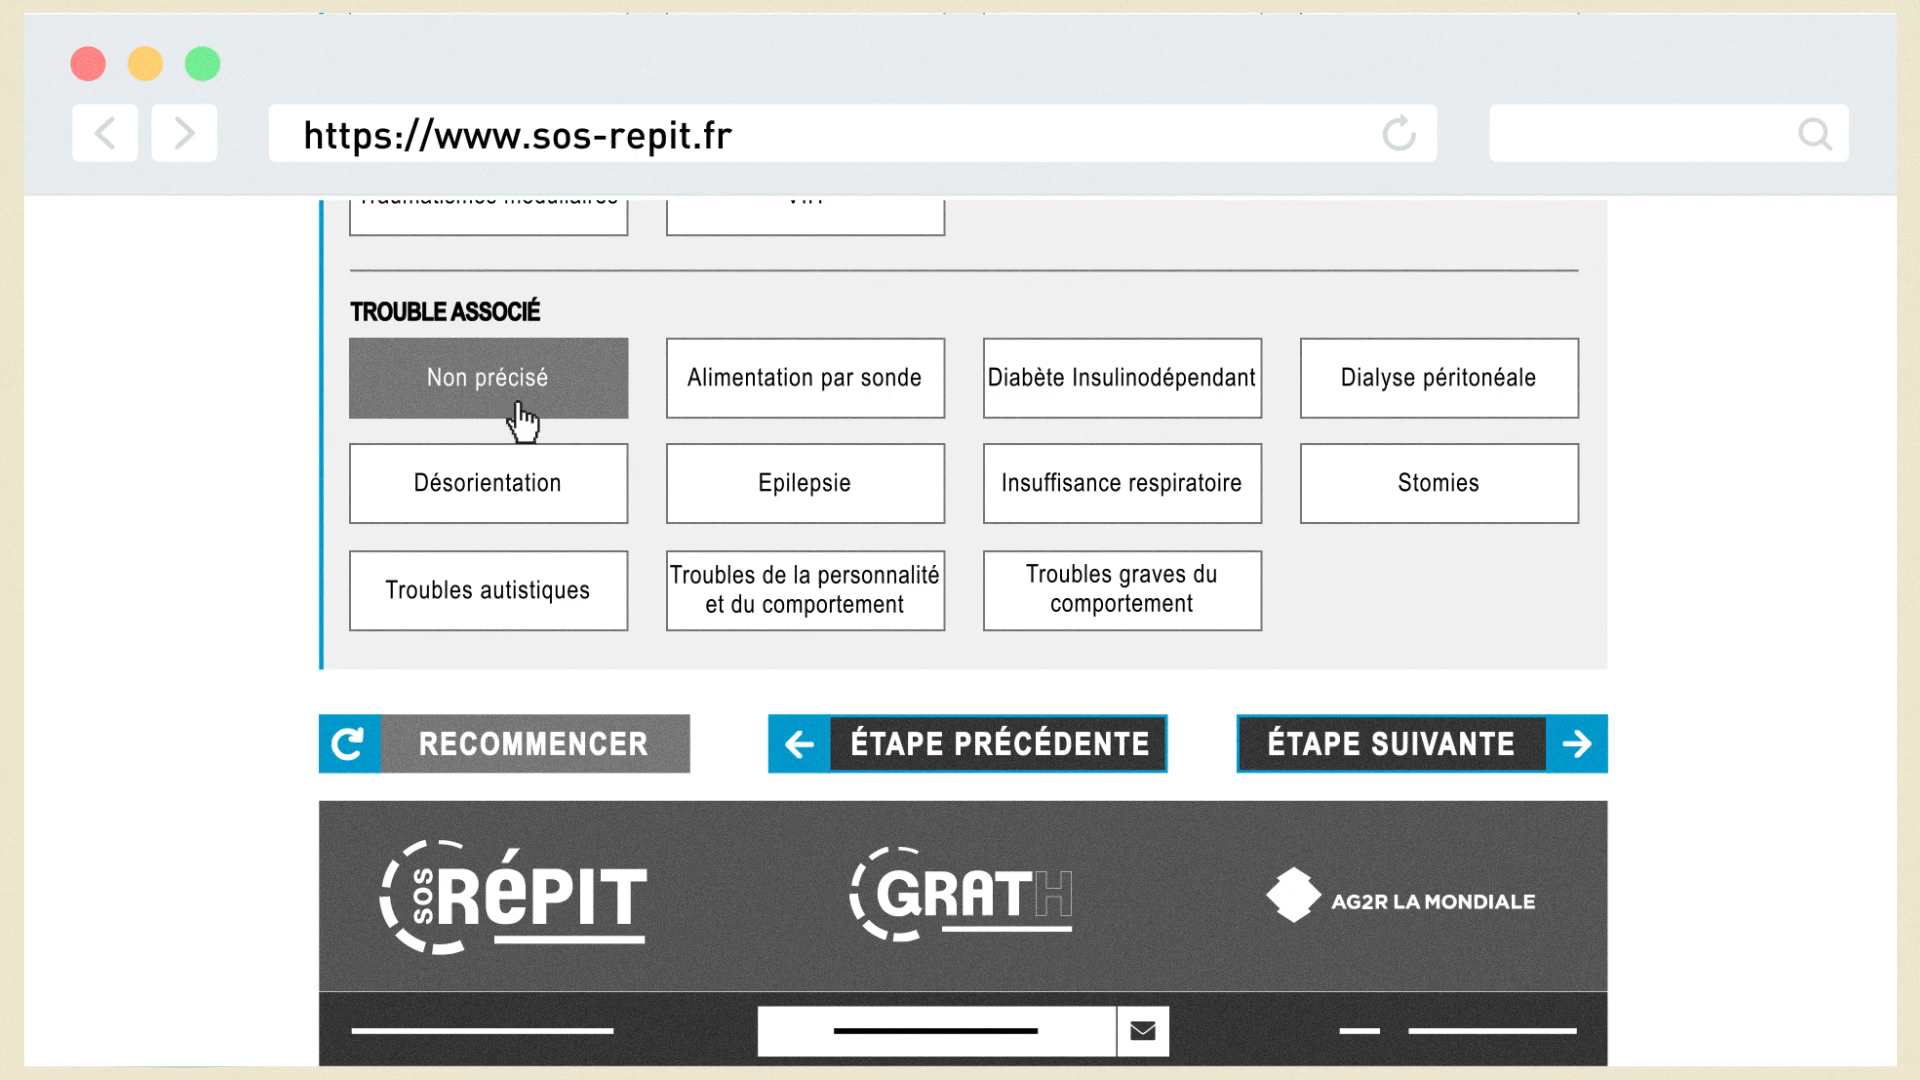 https://www.sos-repit.fr
TROUBLE ASSOCIÉ
Non précisé
Alimentation par sonde
Diabète Insulinodépendant
Dialyse péritonéale
Désorientation
Epilepsie
Insuffisance respiratoire
Stomies
Troubles autistiques
Troubles de la personnalité
et du comportement
Troubles graves du
comportement
RECOMMENCER
ÉTAPE PRÉCÉDENTE
ÉTAPE SUIVANTE
SOS RéPIT
GRATH
AG2R LA MONDIALE